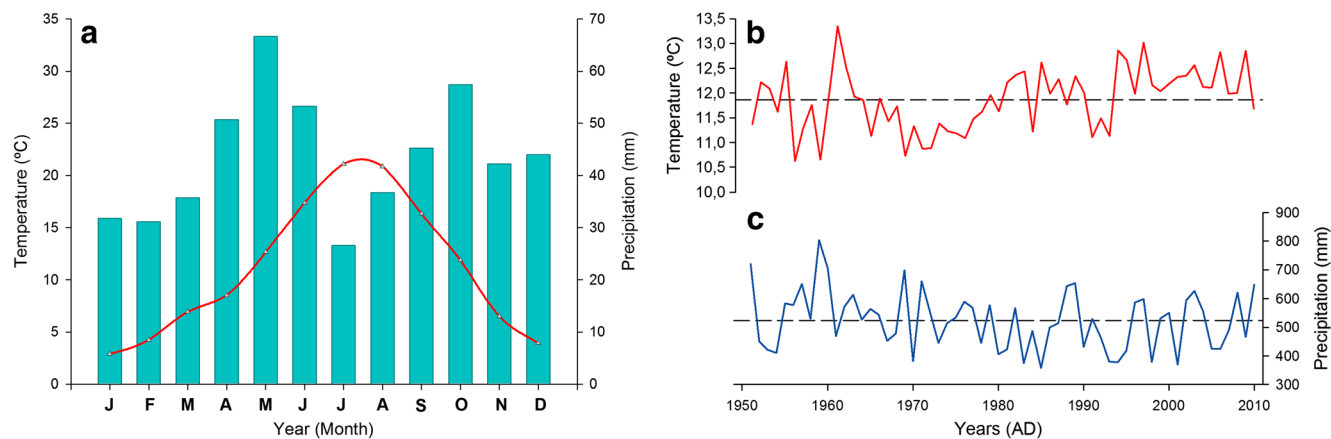 a
35
30
25
20
15
10
5
0
Temperature (ºC)
70
60
50
40
30
20
10
0
Precipitation (mm)
J F M A M J J A S O N D
Year (Month)
b
13,5
13,0
12,5
12,0
11,5
11,0
10,5
10,0
Temperature (ºC)
c
900
800
700
600
500
400
300
Precipitation (mm)
1950 1960 1970 1980 1990 2000 2010
Years (AD)